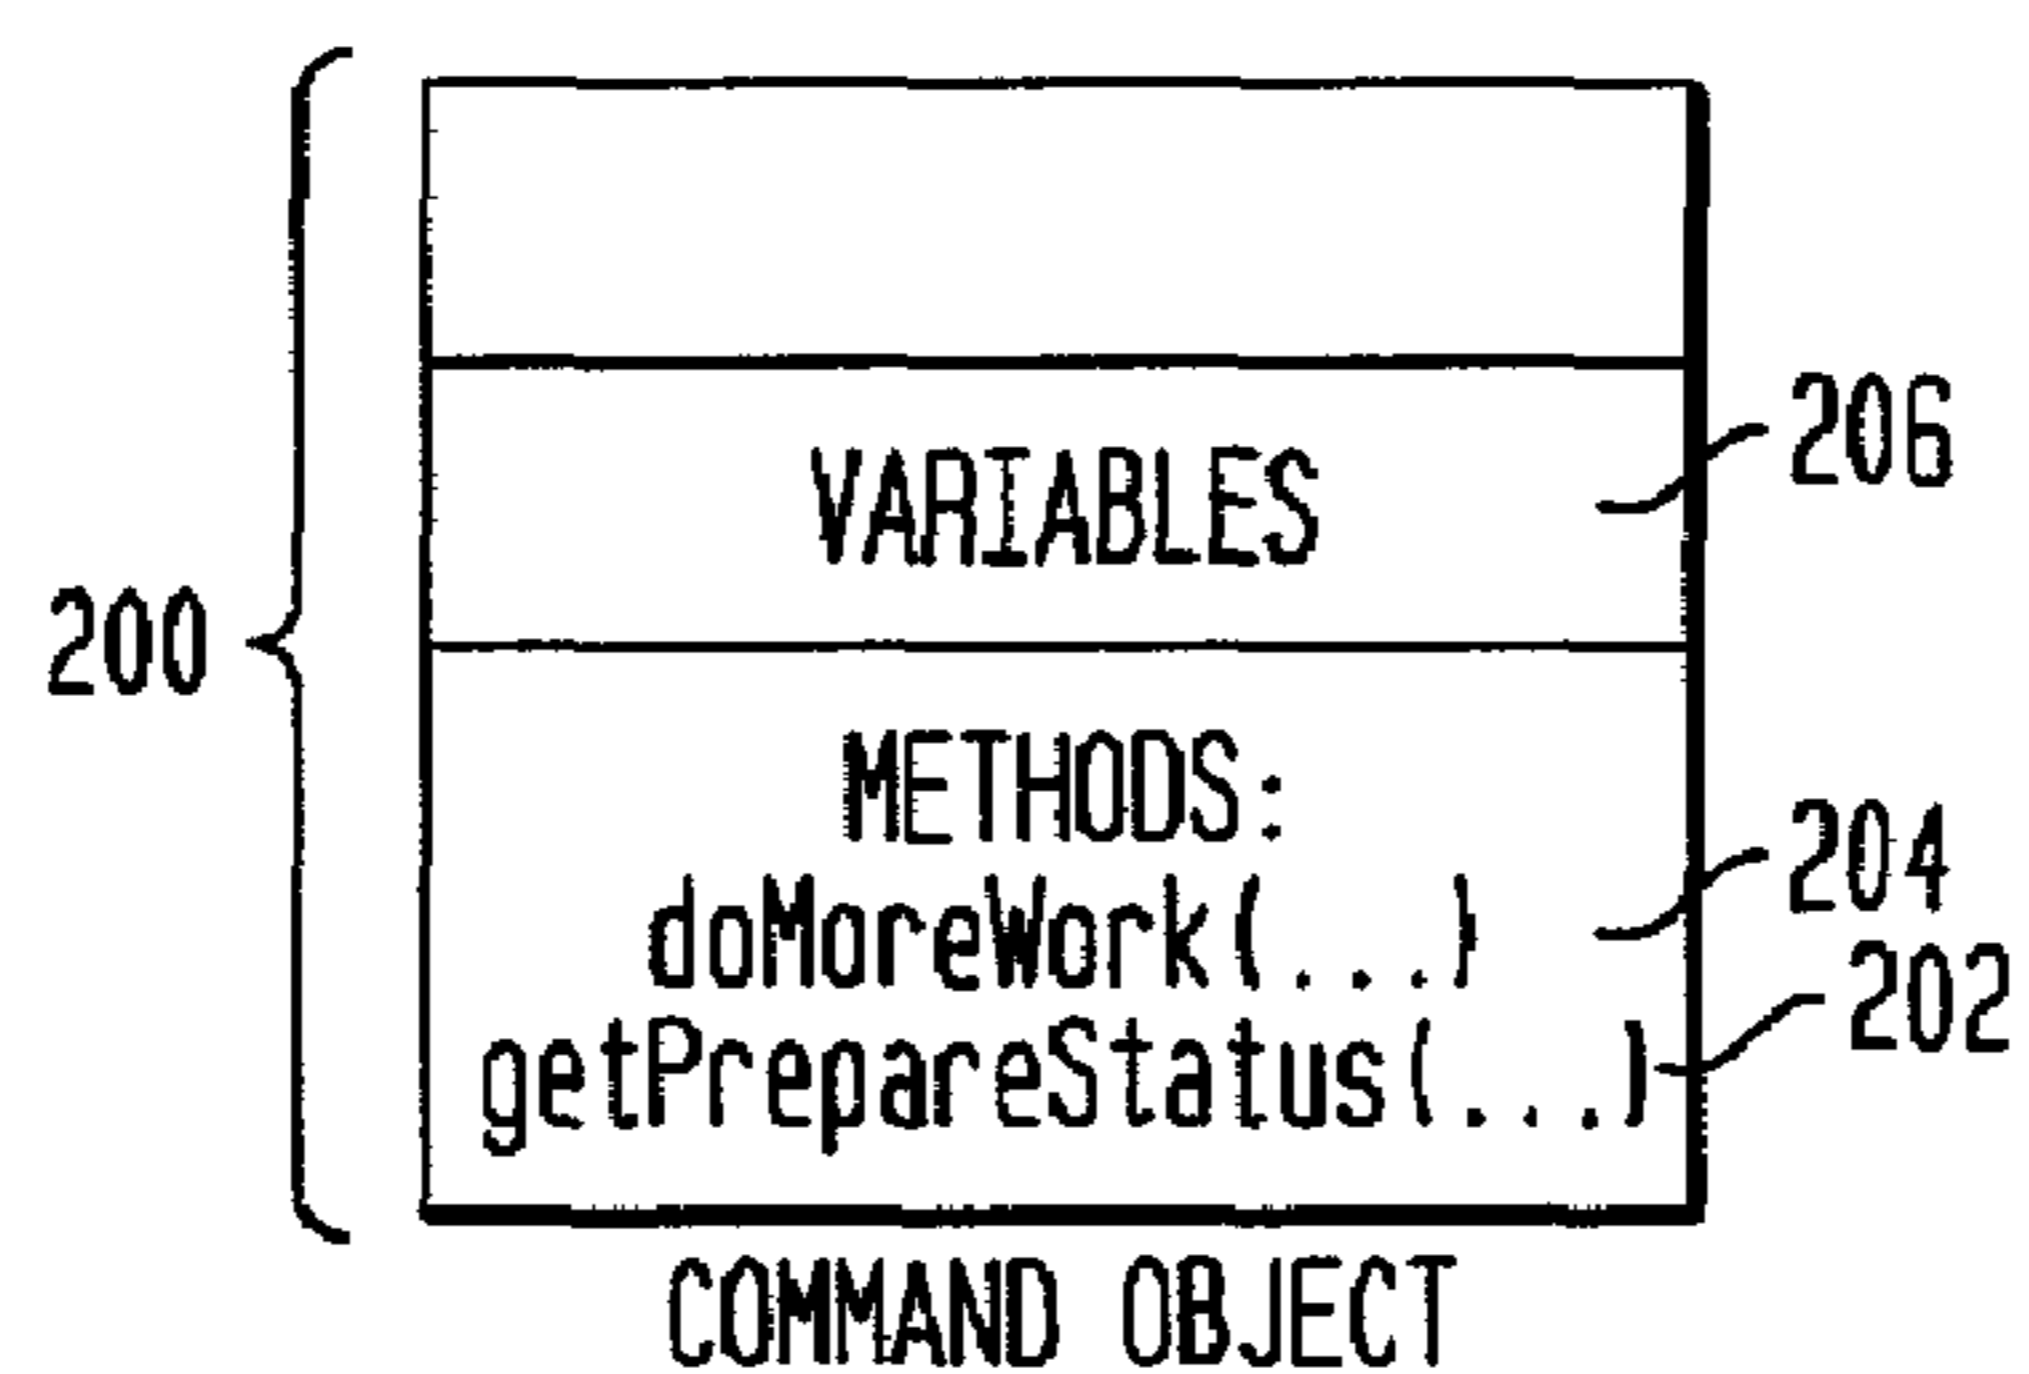 206
VARIABLES
200
METHODS:
204
doMoreWork(...)
202
getPrepareStatus(...)
COMMAND OBJECT